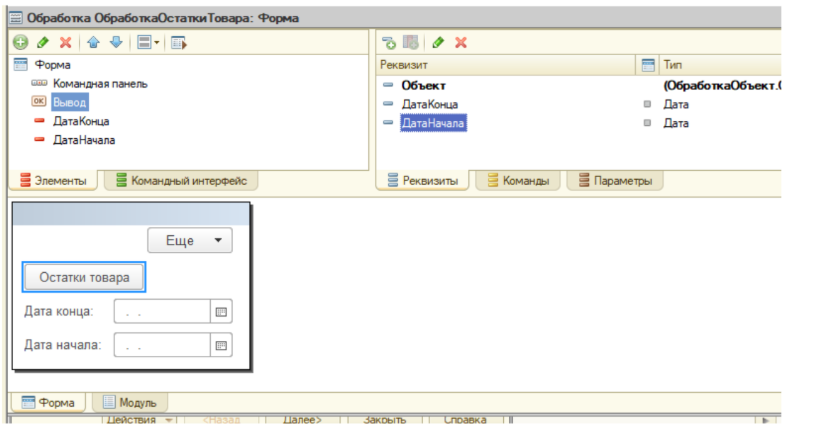 Обработка ОбработкаОстаткиТовара: Форма
Форма
Командная панель
OK Вывод
ДатаКонца
ДатаНачала
Элементы Командный интерфейс
Реквизит Тип
Объект (ОбработкаОбъект.
ДатаКонца Дата
ДатаНачала Дата
Реквизиты Команды Параметры
Еще
Остатки товара
Дата конца: . .
Дата начала: . .
Форма Модуль
Действия <Назад Далее> Закрыть Справка